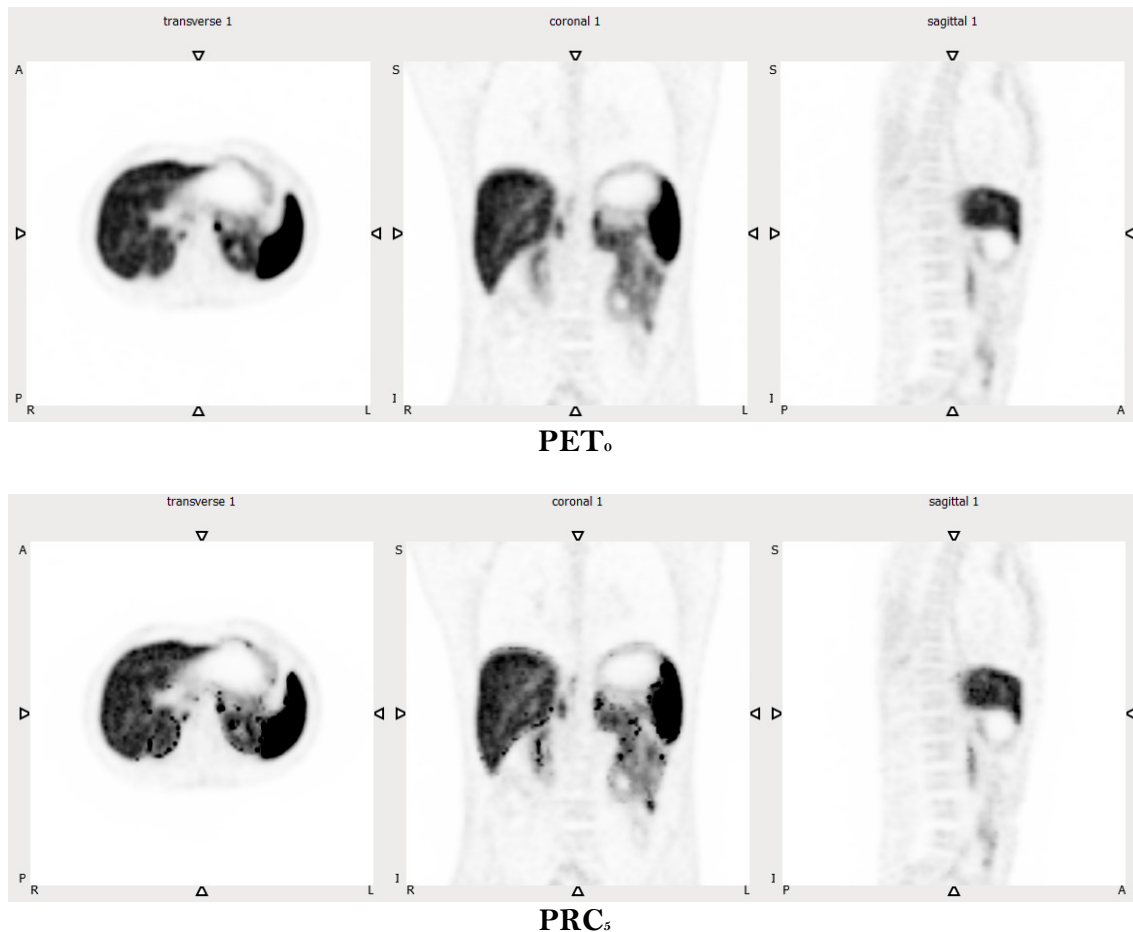 transverse 1 coronal 1 sagittal 1
A S S
P I I
R L R L P A
PET₀
transverse 1 coronal 1 sagittal 1
A S S
P I I
R L R L P A
PRC₅